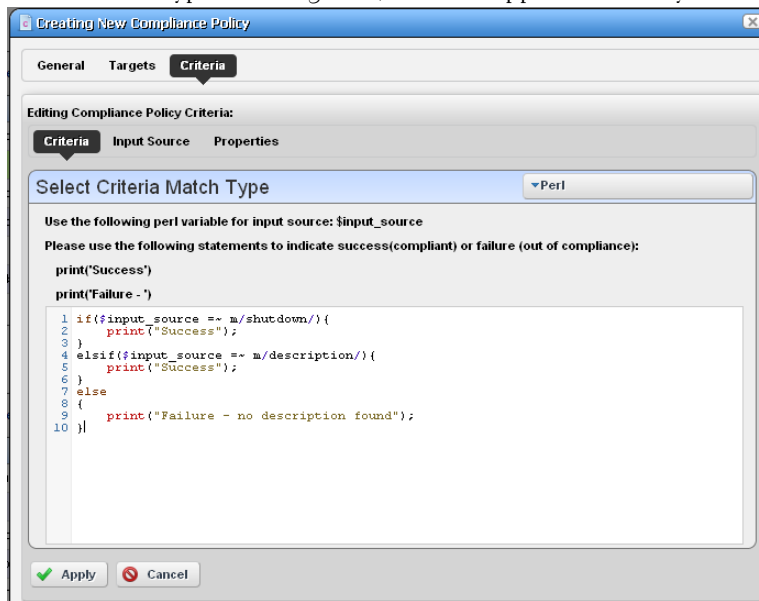 Creating New Compliance Policy
General Targets Criteria
Editing Compliance Policy Criteria:
Criteria Input Source Properties
Select Criteria Match Type Perl
Use the following perl variable for input source: $input_source
Please use the following statements to indicate success(compliant) or failure (out of compliance):
print('Success')
print('Failure - ')
1 if($input_source =~ m/shutdown/){
2 print("Success");
3 }
4 elsif($input_source =~ m/description/){
5 print("Success");
6 }
7 else
8 {
9 print("Failure - no description found");
10 }
Apply Cancel